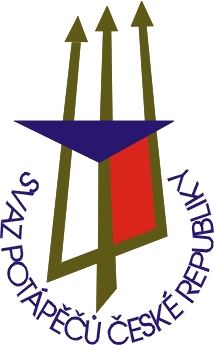 SVAZ POTÁPĚČŮ ČESKÉ REPUBLIKY